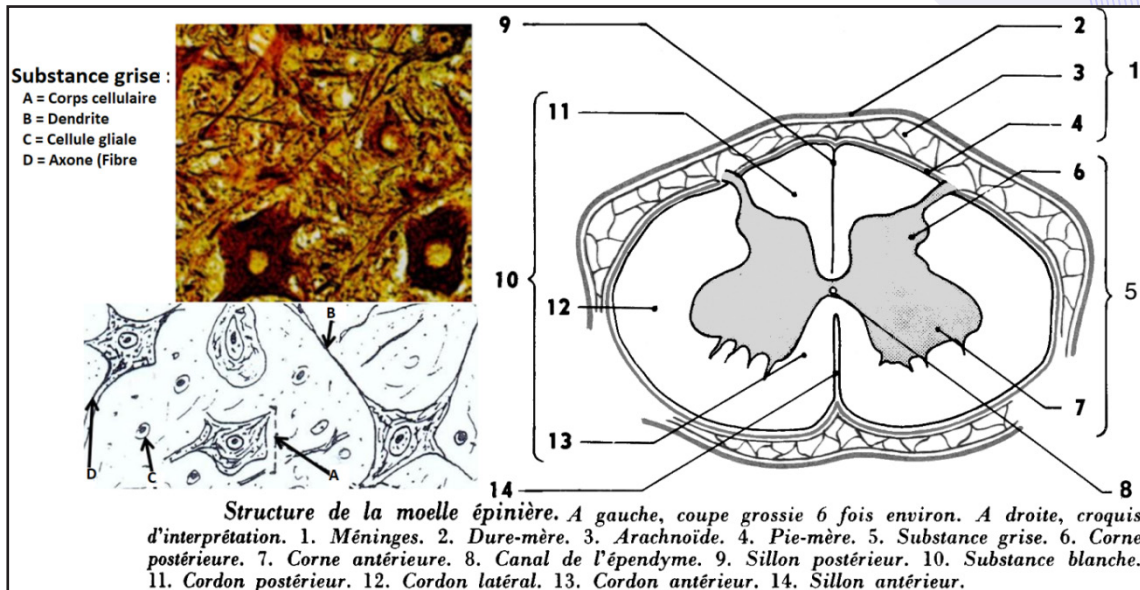 Substance grise :
A = Corps cellulaire
B = Dendrite
C = Cellule gliale
D = Axone (Fibre
B
D
C
A
9
2
1
11
3
4
6
10
12
5
13
7
14
8
Structure de la moelle épinière. A gauche, coupe grossie 6 fois environ. A droite, croquis
d'interprétation. 1. Méninges. 2. Dure-mère. 3. Arachnoïde. 4. Pie-mère. 5. Substance grise. 6. Corne
postérieure. 7. Corne antérieure. 8. Canal de l'épendyme. 9. Sillon postérieur. 10. Substance blanche.
11. Cordon postérieur. 12. Cordon latéral. 13. Cordon antérieur. 14. Sillon antérieur.